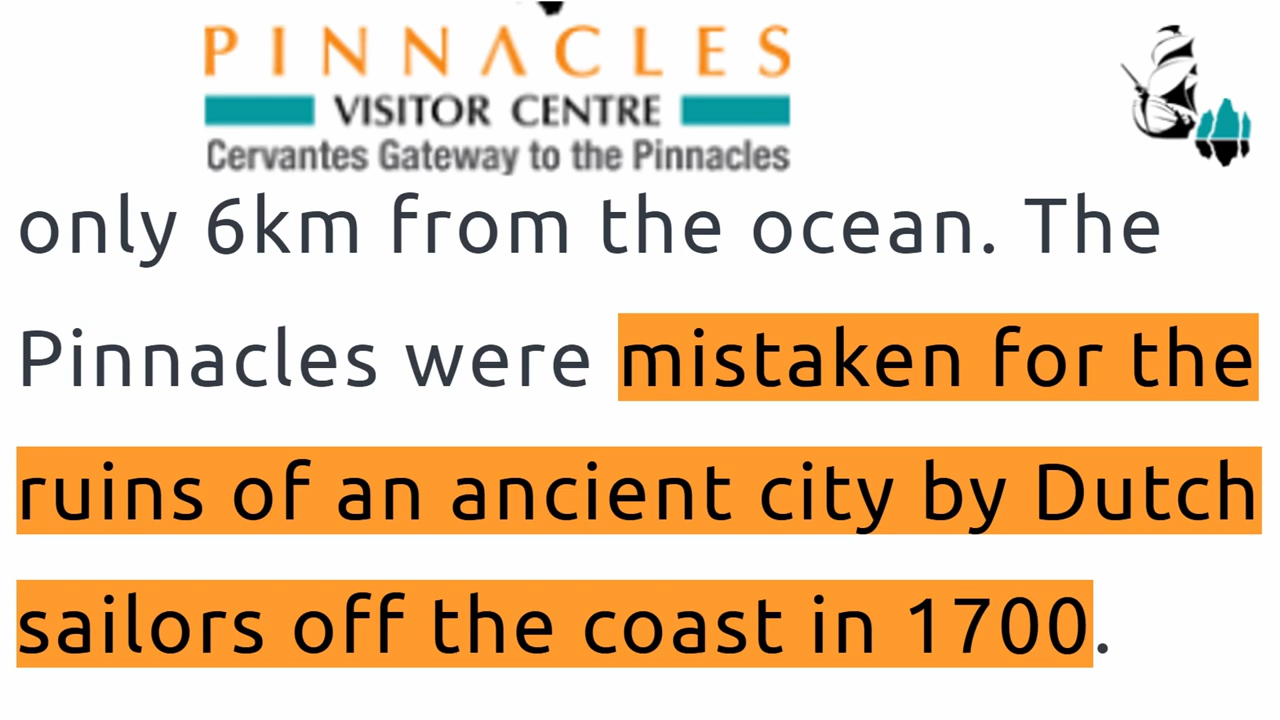 PINNACLES
VISITOR CENTRE
Cervantes Gateway to the Pinnacles
only 6km from the ocean. The
Pinnacles were mistaken for the
ruins of an ancient city by Dutch
sailors off the coast in 1700.